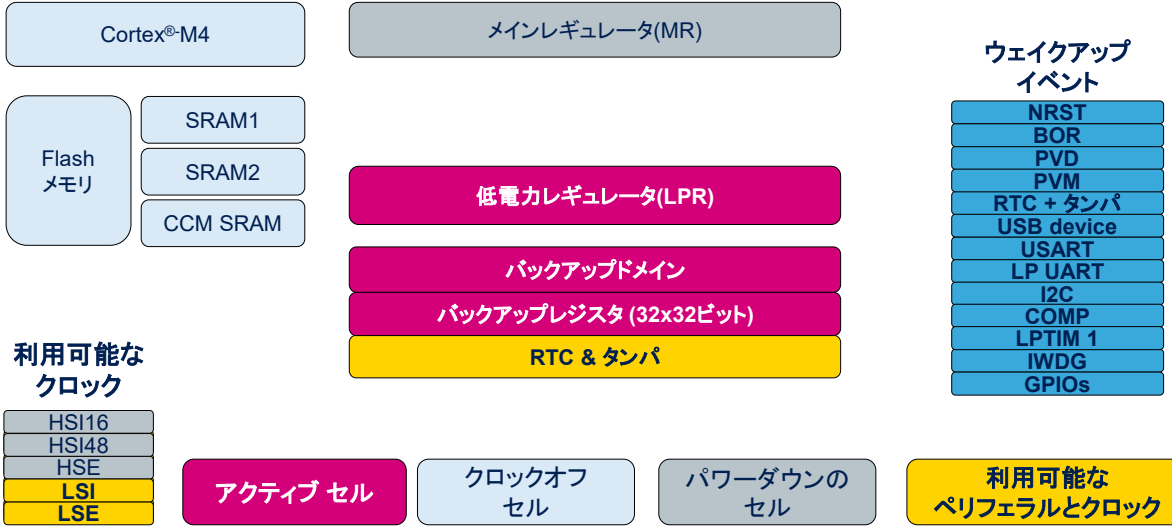 Cortex®-M4
メインレギュレータ(MR)
Flash
メモリ
SRAM1
SRAM2
CCM SRAM
低電力レギュレータ(LPR)
バックアップドメイン
バックアップレジスタ (32x32ビット)
RTC & タンパ
ウェイクアップ
イベント
NRST
BOR
PVD
PVM
RTC + タンパ
USB device
USART
LP UART
I2C
COMP
LPTIM 1
IWDG
GPIOs
利用可能な
クロック
HSI16
HSI48
HSE
LSI
LSE
アクティブ セル
クロックオフ
セル
パワーダウンの
セル
利用可能な
ペリフェラルとクロック